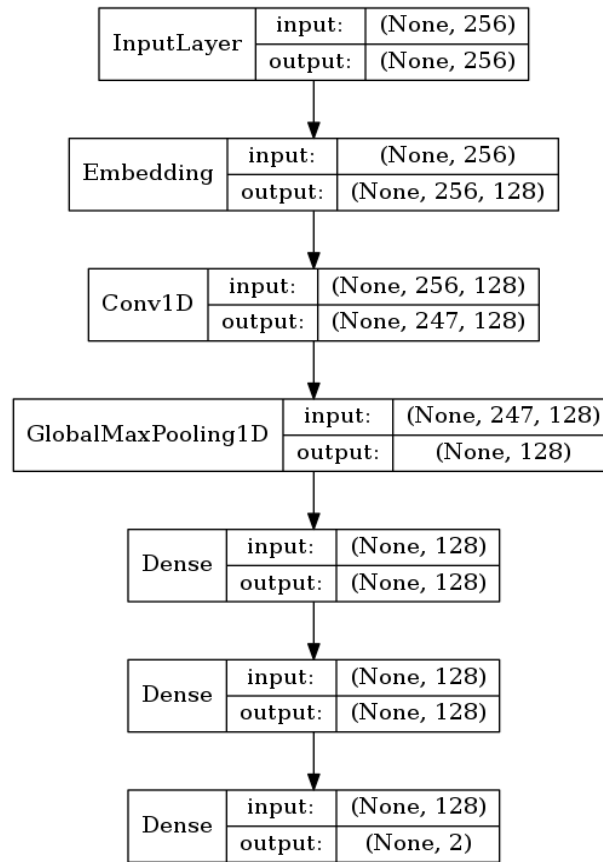 InputLayer
input: (None, 256)
output: (None, 256)
Embedding
input: (None, 256)
output: (None, 256, 128)
Conv1D
input: (None, 256, 128)
output: (None, 247, 128)
GlobalMaxPooling1D
input: (None, 247, 128)
output: (None, 128)
Dense
input: (None, 128)
output: (None, 128)
Dense
input: (None, 128)
output: (None, 128)
Dense
input: (None, 128)
output: (None, 2)